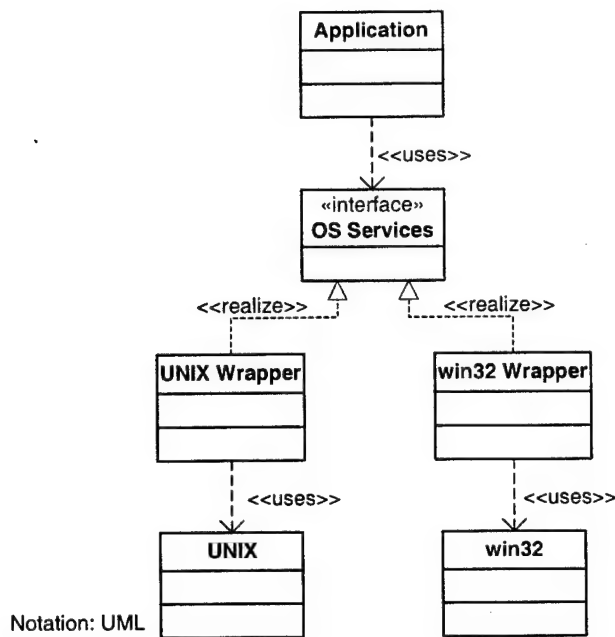 Application
<<uses>>
«interface»
OS Services
<<realize>>
<<realize>>
UNIX Wrapper
win32 Wrapper
<<uses>>
<<uses>>
UNIX
win32
Notation: UML